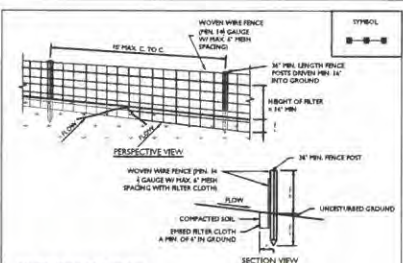 SYMBOL
WOVEN WIRE FENCE
(MIN. 14 GAUGE
W/ MAX. 6" MESH
SPACING)
10' MAX. C. TO C.
36" MIN. LENGTH FENCE
POSTS DRIVEN MIN. 16"
INTO GROUND
HEIGHT OF FILTER
= 16" MIN
FLOW
FLOW
PERSPECTIVE VIEW
36" MIN. FENCE POST
WOVEN WIRE FENCE (MIN. 14
GAUGE W/ MAX. 6" MESH
SPACING WITH FILTER CLOTH)
FLOW
UNDISTURBED GROUND
COMPACTED SOIL
EMBED FILTER CLOTH
A MIN. OF 6" IN GROUND
SECTION VIEW